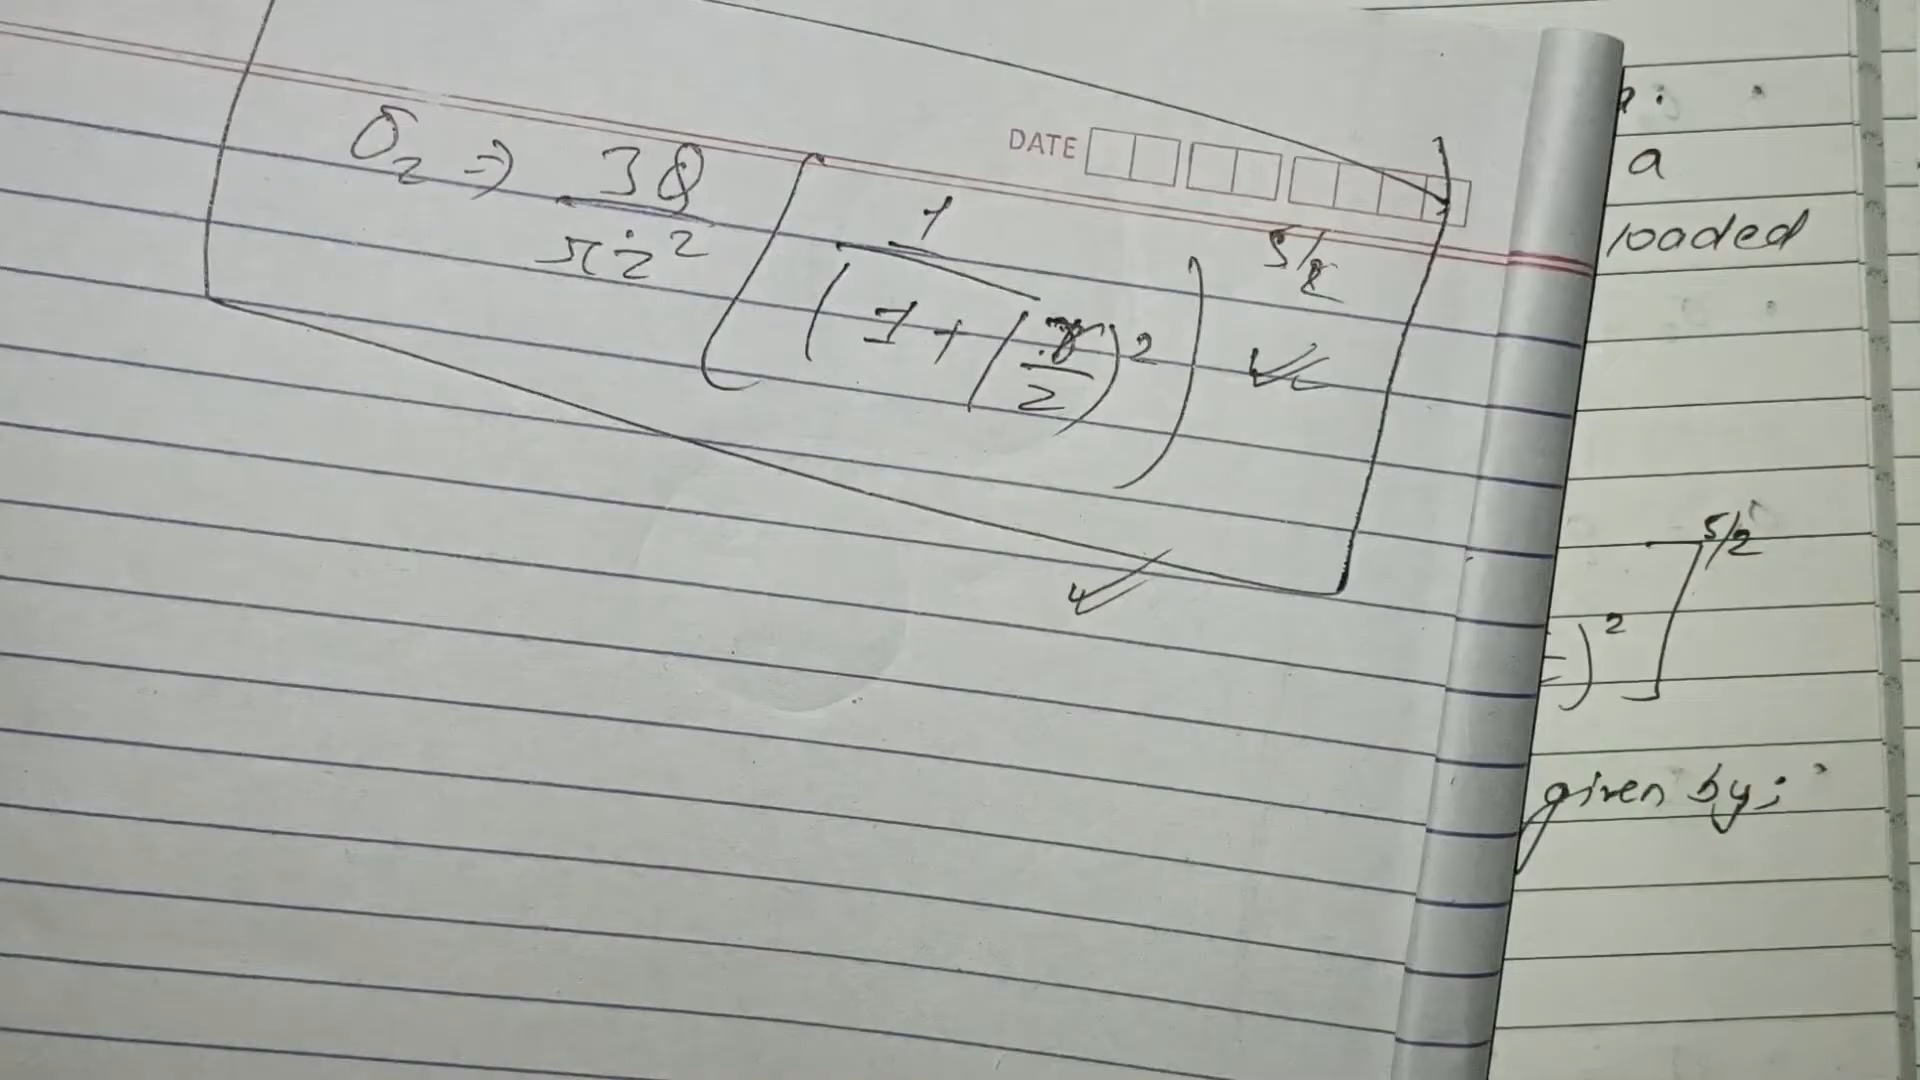 DATE
σz ⇒ 3Q / πz² [ 1 / (1 + (r/z)²) ]^5/2
a
loaded
5/2
)²
given by;